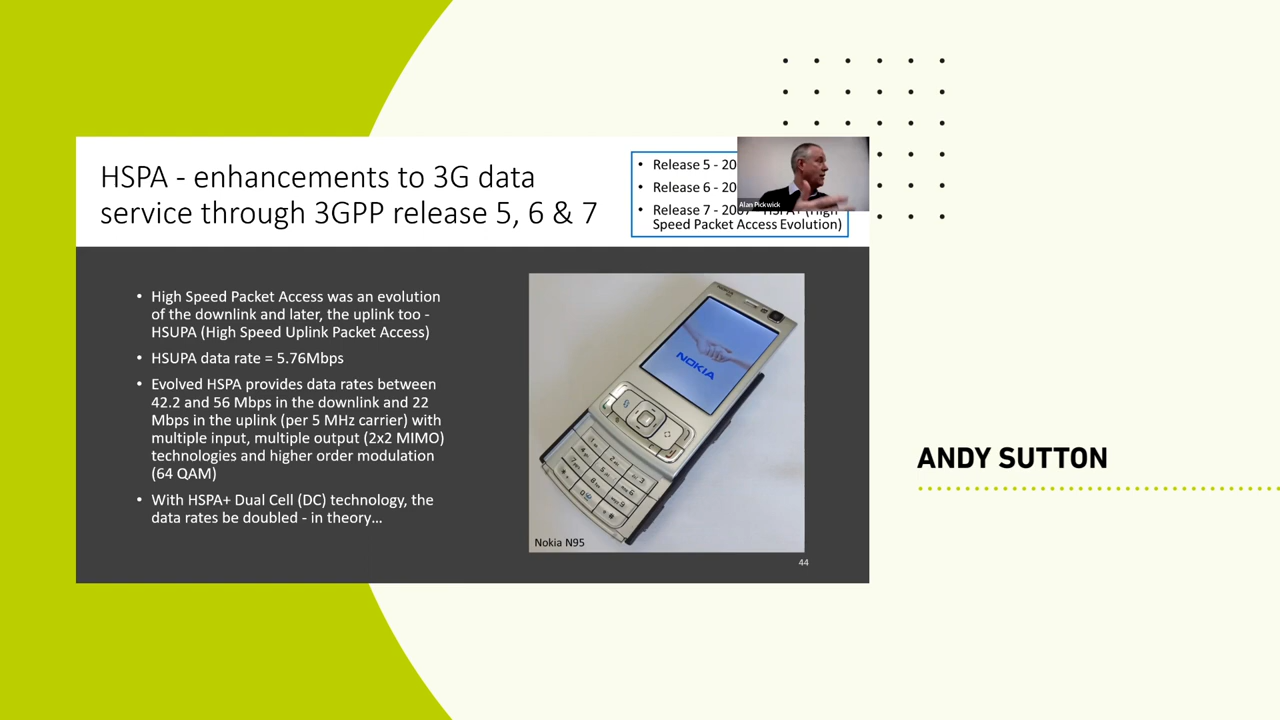 HSPA - enhancements to 3G data
service through 3GPP release 5, 6 & 7
• Release 5 - 20
• Release 6 - 20
• Release 7 - 2007 - HSPA+ (High
Speed Packet Access Evolution)
Alan Pickwick
• High Speed Packet Access was an evolution
of the downlink and later, the uplink too -
HSUPA (High Speed Uplink Packet Access)
• HSUPA data rate = 5.76Mbps
• Evolved HSPA provides data rates between
42.2 and 56 Mbps in the downlink and 22
Mbps in the uplink (per 5 MHz carrier) with
multiple input, multiple output (2x2 MIMO)
technologies and higher order modulation
(64 QAM)
• With HSPA+ Dual Cell (DC) technology, the
data rates be doubled - in theory…
NOKIA
Nokia N95
44
ANDY SUTTON